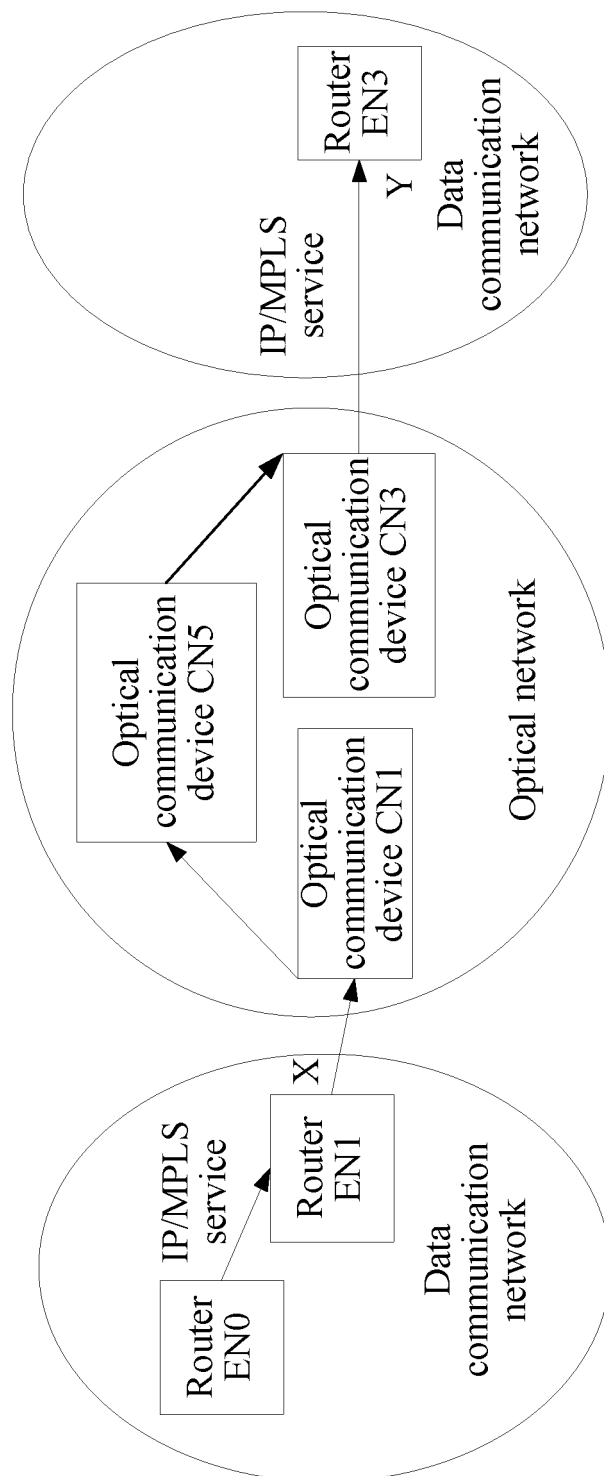 Router
EN0
IP/MPLS
service
Router
EN1
X
Data
communication
network
Optical
communication
device CN5
Optical
communication
device CN1
Optical
communication
device CN3
Optical network
IP/MPLS
service
Router
EN3
Y
Data
communication
network